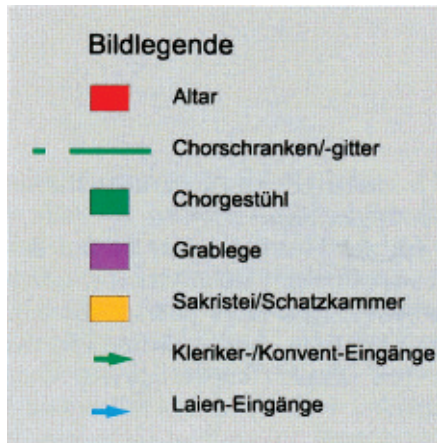 Bildlegende
Altar
Chorschranken/-gitter
Chorgestühl
Grablege
Sakristei/Schatzkammer
Kleriker-/Konvent-Eingänge
Laien-Eingänge